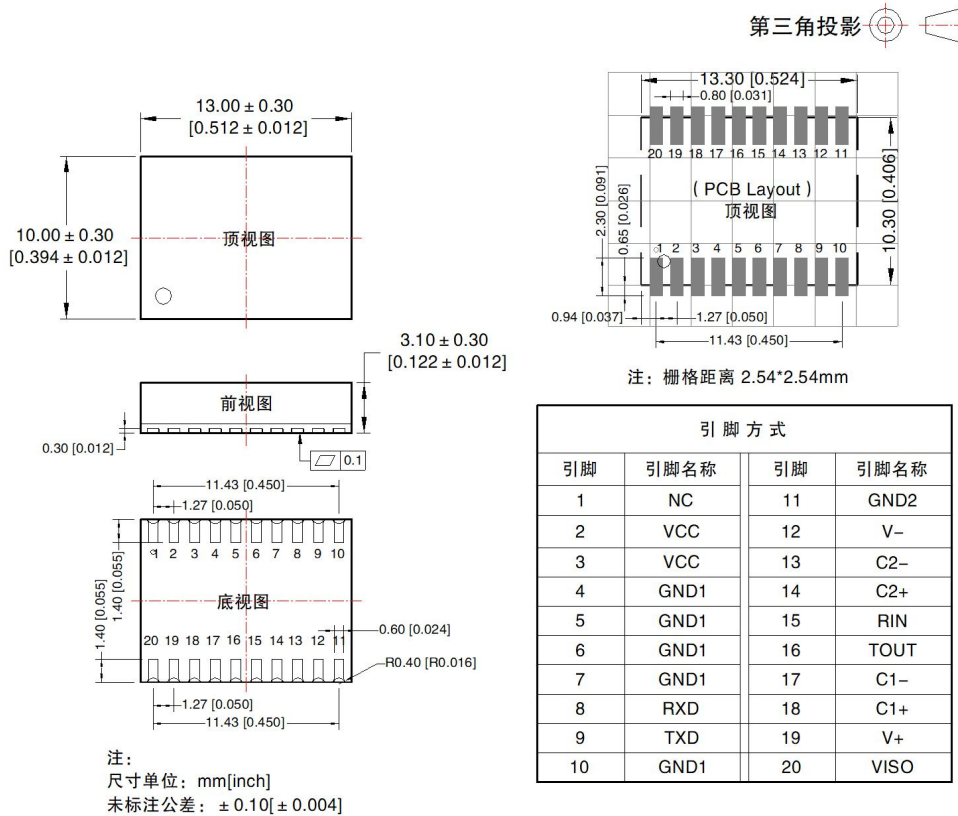 第三角投影
13.00 ± 0.30
[0.512 ± 0.012]
10.00 ± 0.30
[0.394 ± 0.012]
顶视图
13.30 [0.524]
0.80 [0.031]
20 19 18 17 16 15 14 13 12 11
( PCB Layout )
顶视图
2.30 [0.091]
0.65 [0.026]
10.30 [0.406]
1 2 3 4 5 6 7 8 9 10
0.94 [0.037]
1.27 [0.050]
11.43 [0.450]
注：栅格距离 2.54*2.54mm
3.10 ± 0.30
[0.122 ± 0.012]
前视图
0.30 [0.012]
0.1
11.43 [0.450]
1.27 [0.050]
1 2 3 4 5 6 7 8 9 10
1.40 [0.055]
1.40 [0.055]
底视图
0.60 [0.024]
20 19 18 17 16 15 14 13 12 11
R0.40 [R0.016]
1.27 [0.050]
11.43 [0.450]
注：
尺寸单位：mm[inch]
未标注公差：± 0.10[± 0.004]
引脚方式
引脚 引脚名称 引脚 引脚名称
1 NC 11 GND2
2 VCC 12 V−
3 VCC 13 C2−
4 GND1 14 C2+
5 GND1 15 RIN
6 GND1 16 TOUT
7 GND1 17 C1−
8 RXD 18 C1+
9 TXD 19 V+
10 GND1 20 VISO